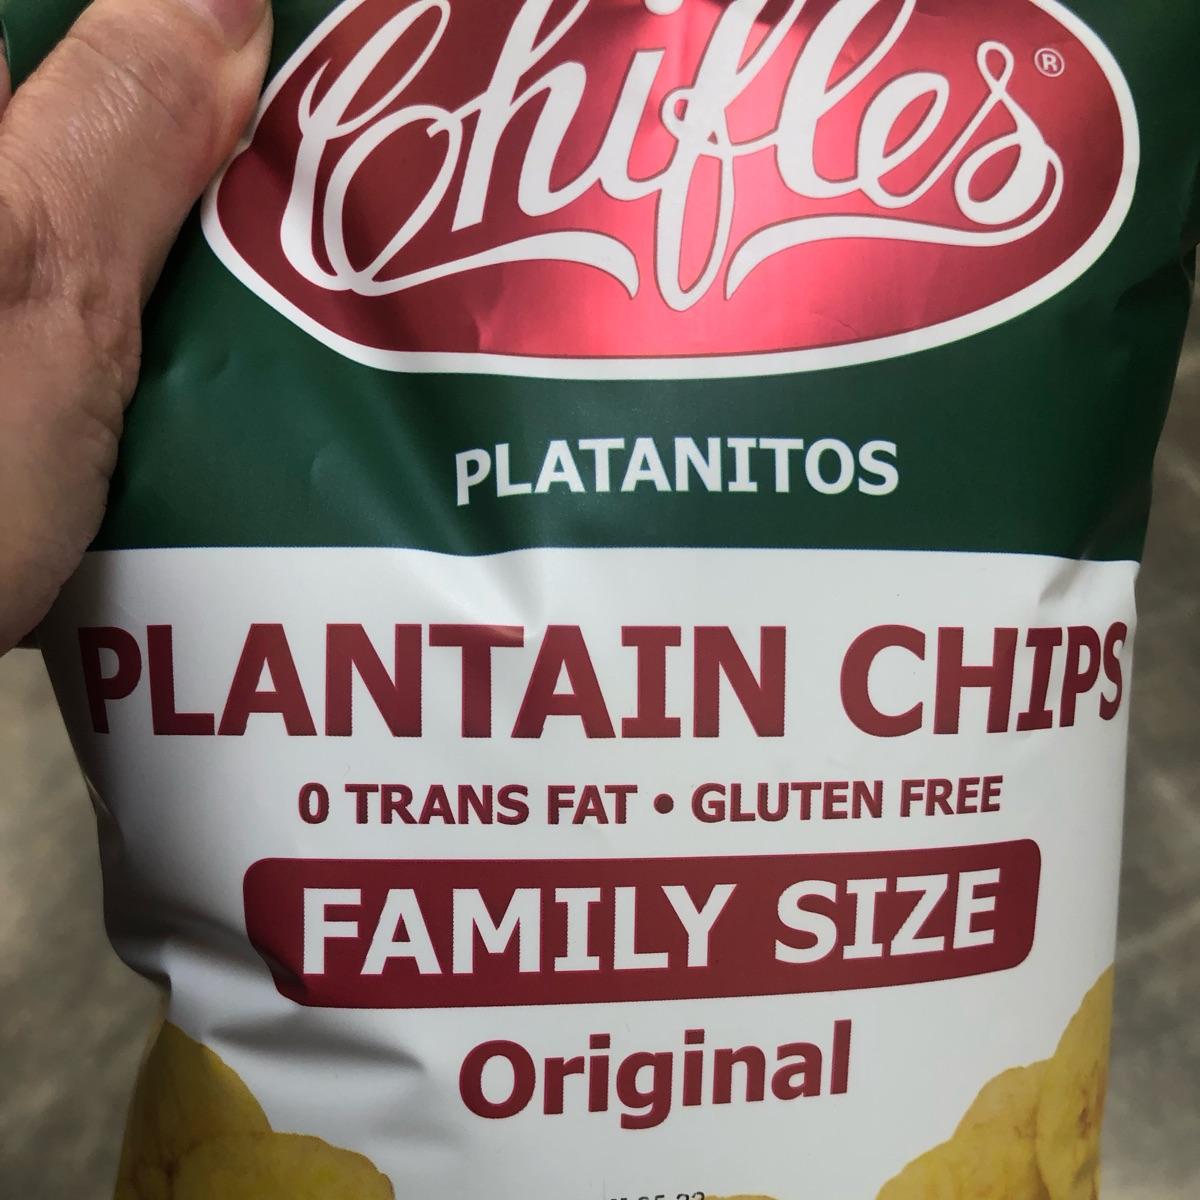 Chifles®
PLATANITOS
PLANTAIN CHIPS
0 TRANS FAT • GLUTEN FREE
FAMILY SIZE
Original